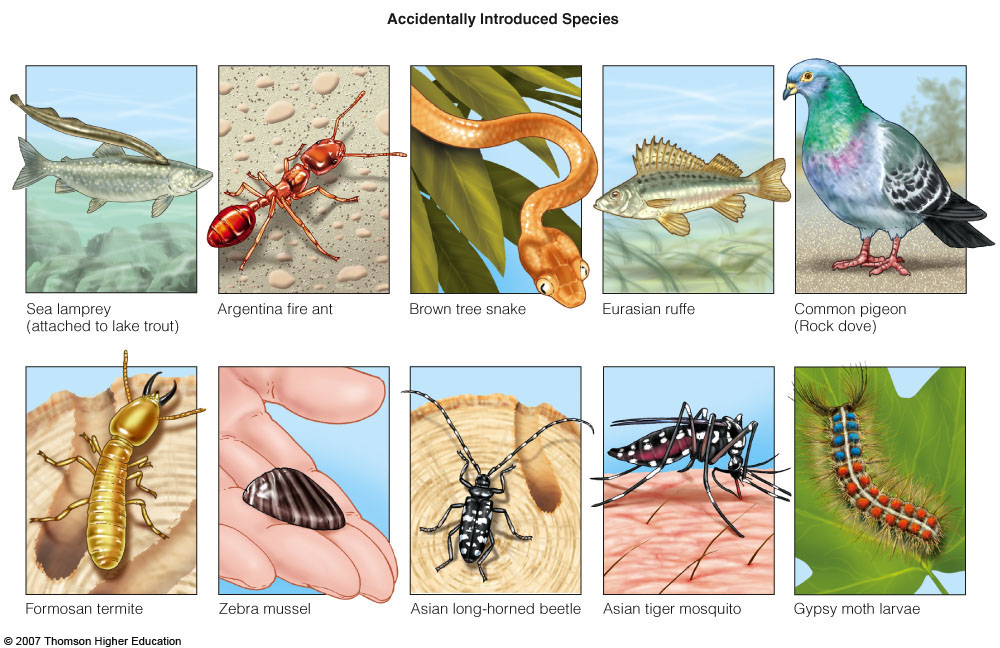 Accidentally Introduced Species
Sea lamprey
(attached to lake trout)
Argentina fire ant
Brown tree snake
Eurasian ruffe
Common pigeon
(Rock dove)
Formosan termite
Zebra mussel
Asian long-horned beetle
Asian tiger mosquito
Gypsy moth larvae
© 2007 Thomson Higher Education